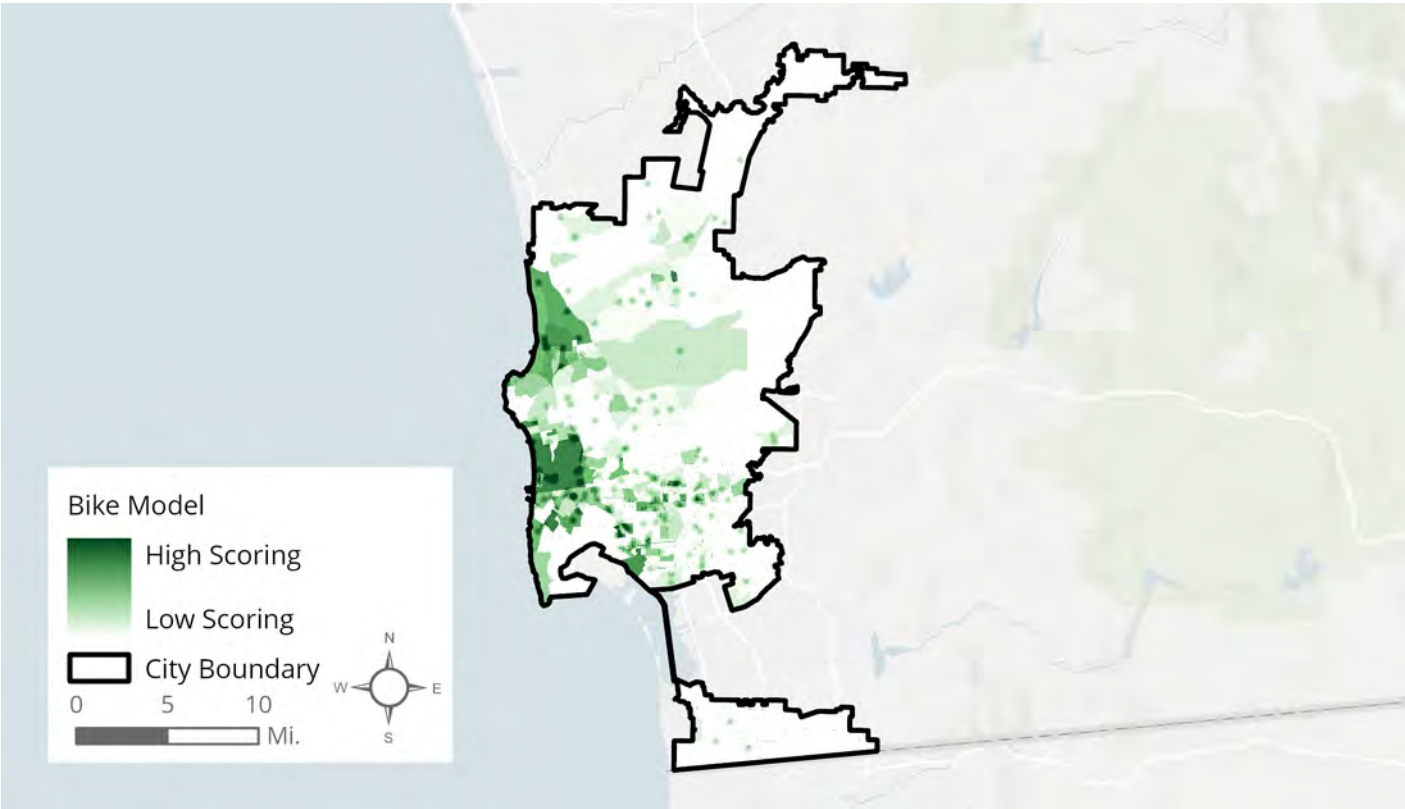 Bike Model
High Scoring
Low Scoring
City Boundary
0 5 10
Mi.
N
W E
S